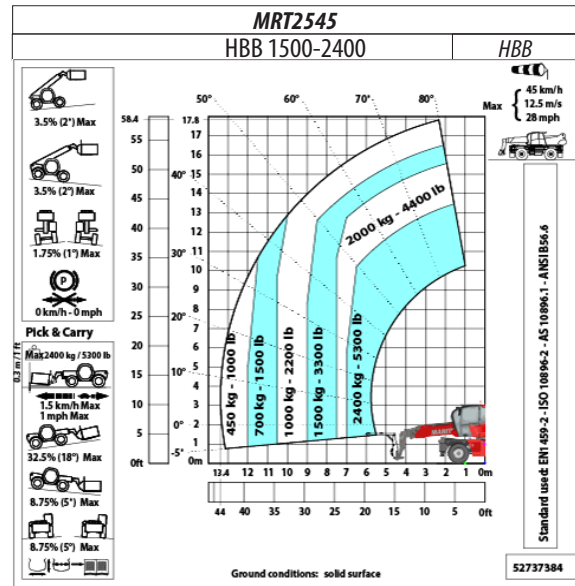 MRT2545
HBB 1500-2400
HBB
3.5% (2°) Max
3.5% (2°) Max
1.75% (1°) Max
P
0 km/h - 0 mph
Pick & Carry
Max 2400 kg / 5300 lb
0.3 m / 1 ft
1.5 km/h Max
1 mph Max
32.5% (18°) Max
8.75% (5°) Max
8.75% (5°) Max
50° 60° 70° 80°
40°
30°
20°
10°
0°
-5°
58.4
55
50
45
40
35
30
25
20
15
10
5
0ft
17.8
17
16
15
14
13
12
11
10
9
8
7
6
5
4
3
2
1
0m
450 kg - 1000 lb
700 kg - 1500 lb
1000 kg - 2200 lb
1500 kg - 3300 lb
2400 kg - 5300 lb
2000 kg - 4400 lb
13.4 12 11 10 9 8 7 6 5 4 3 2 1 0m
44 40 35 30 25 20 15 10 5 0ft
Ground conditions: solid surface
Max
45 km/h
12.5 m/s
28 mph
Standard used: EN1459-2 - ISO 10896-2 - AS 10896.1 - ANSI B56.6
52737384